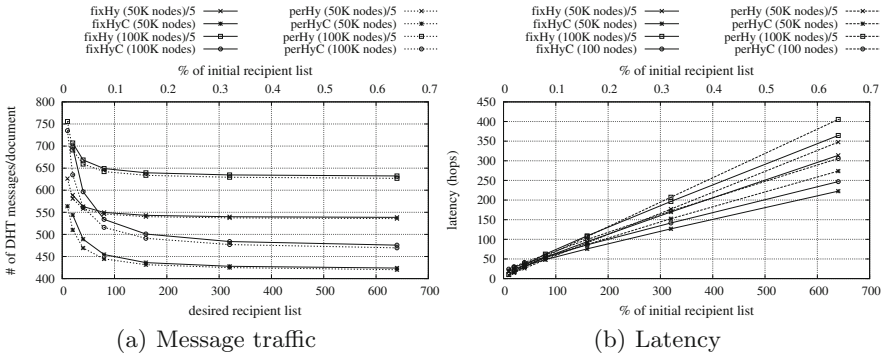 fixHy (50K nodes)/5
fixHyC (50K nodes)
fixHy (100K nodes)/5
fixHyC (100K nodes)
perHy (50K nodes)/5
perHyC (50K nodes)
perHy (100K nodes)/5
perHyC (100K nodes)
% of initial recipient list
0 0.1 0.2 0.3 0.4 0.5 0.6 0.7
800
750
700
650
600
550
500
450
400
# of DHT messages/document
0 100 200 300 400 500 600 700
desired recipient list
(a) Message traffic
fixHy (50K nodes)/5
fixHyC (50K nodes)
fixHy (100K nodes)/5
fixHyC (100 nodes)
perHy (50K nodes)/5
perHyC (50K nodes)
per Hy (100K nodes)/5
perHyC (100 nodes)
% of initial recipient list
0 0.1 0.2 0.3 0.4 0.5 0.6 0.7
450
400
350
300
250
200
150
100
50
0
latency (hops)
0 100 200 300 400 500 600 700
% of initial recipient list
(b) Latency